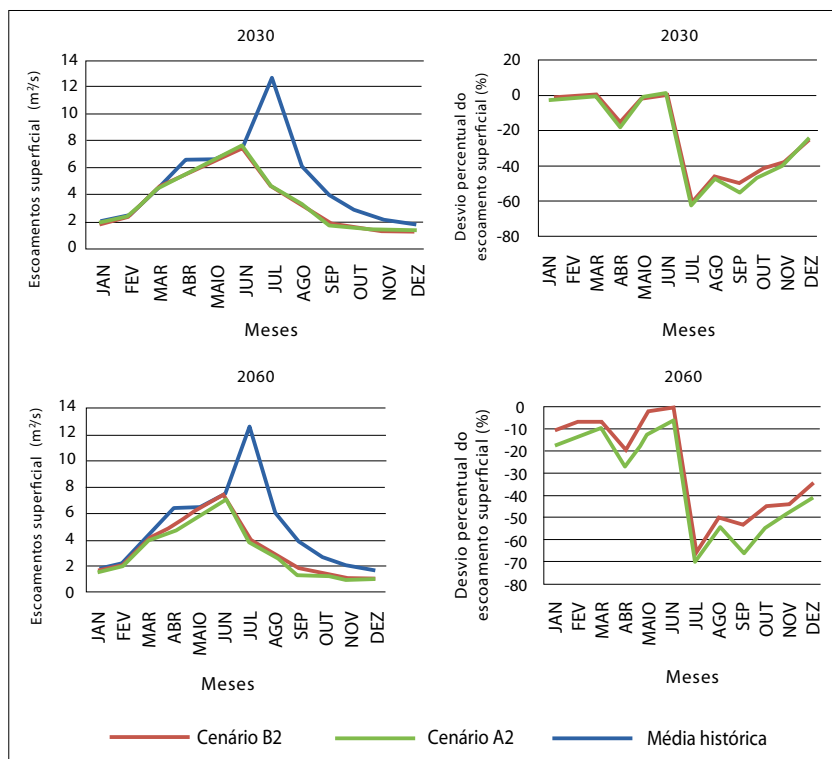 2030
Escoamentos superficial (m²/s)
14
12
10
8
6
4
2
0
JAN
FEV
MAR
ABR
MAIO
JUN
JUL
AGO
SEP
OUT
NOV
DEZ
Meses
2030
Desvio percentual do
escoamento superficial (%)
20
0
-20
-40
-60
-80
JAN
FEV
MAR
ABR
MAIO
JUN
JUL
AGO
SEP
OUT
NOV
DEZ
Meses
2060
Escoamentos superficial (m²/s)
14
12
10
8
6
4
2
0
JAN
FEV
MAR
ABR
MAIO
JUN
JUL
AGO
SEP
OUT
NOV
DEZ
Meses
2060
Desvio percentual do
escoamento superficial (%)
0
-10
-20
-30
-40
-50
-60
-70
-80
JAN
FEV
MAR
ABR
MAIO
JUN
JUL
AGO
SEP
OUT
NOV
DEZ
Meses
Cenário B2
Cenário A2
Média histórica